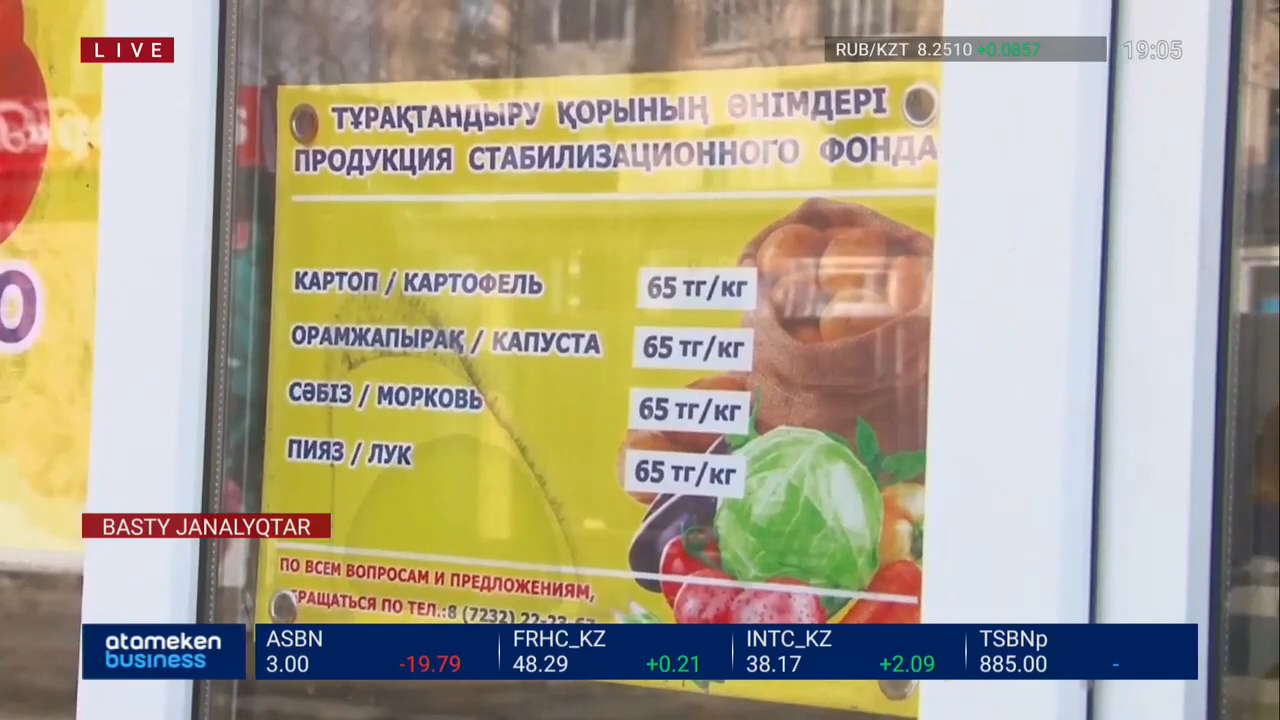 LIVE
RUB/KZT 8.2510 +0.0857
19:05
ТҰРАҚТАНДЫРУ ҚОРЫНЫҢ ӨНІМДЕРІ
ПРОДУКЦИЯ СТАБИЛИЗАЦИОННОГО ФОНДА
КАРТОП / КАРТОФЕЛЬ 65 тг/кг
ОРАМЖАПЫРАҚ / КАПУСТА 65 тг/кг
СӘБІЗ / МОРКОВЬ 65 тг/кг
ПИЯЗ / ЛУК 65 тг/кг
BASTY JANALYQTAR
ПО ВСЕМ ВОПРОСАМ И ПРЕДЛОЖЕНИЯМ,
ПО ТЕЛ.:8 (7232)
atameken
business
ASBN FRHC_KZ INTC_KZ TSBNp
3.00 -19.79 48.29 +0.21 38.17 +2.09 885.00 -